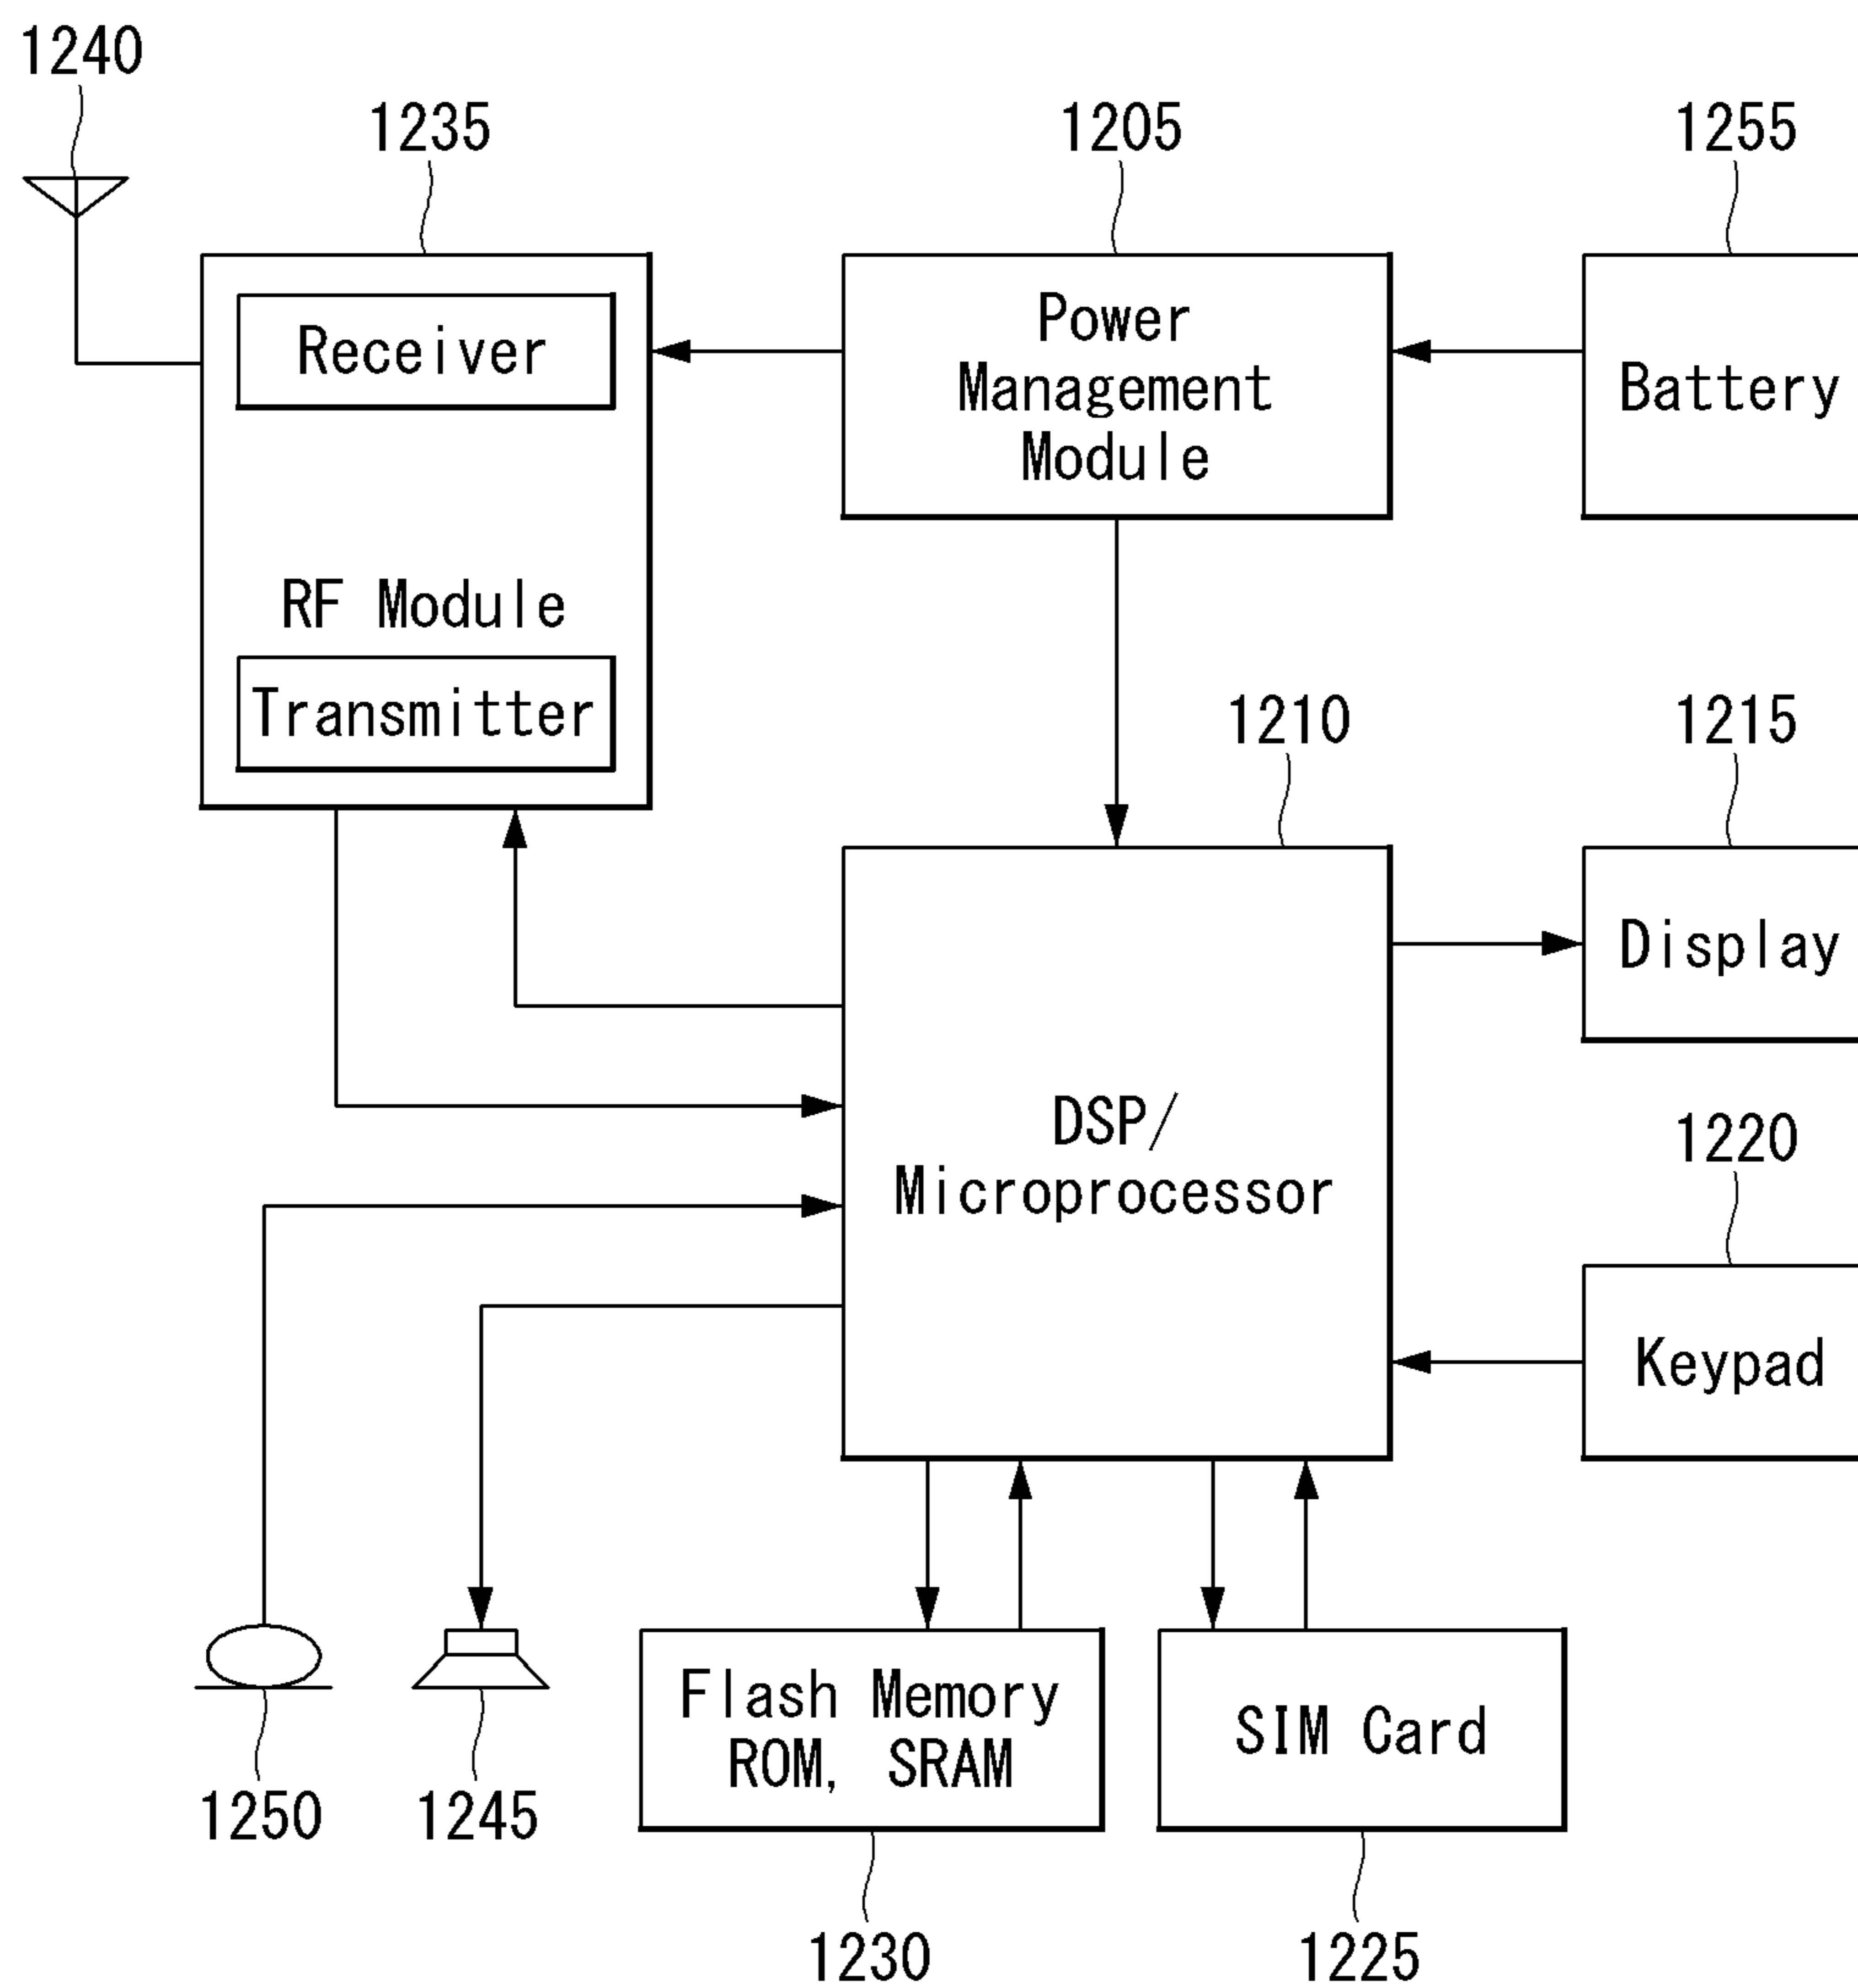 1240
1235
1205
1255
Receiver
Power
Management
Module
Battery
RF Module
Transmitter
1210
1215
Display
DSP/
Microprocessor
1220
Keypad
Flash Memory
ROM, SRAM
SIM Card
1250
1245
1230
1225